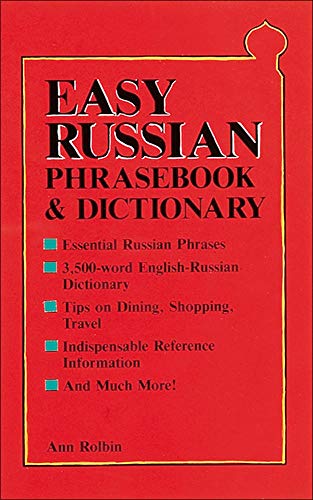 EASY
RUSSIAN
PHRASEBOOK
& DICTIONARY
Essential Russian Phrases
3,500-word English-Russian
Dictionary
Tips on Dining, Shopping,
Travel
Indispensable Reference
Information
And Much More!
Ann Rolbin